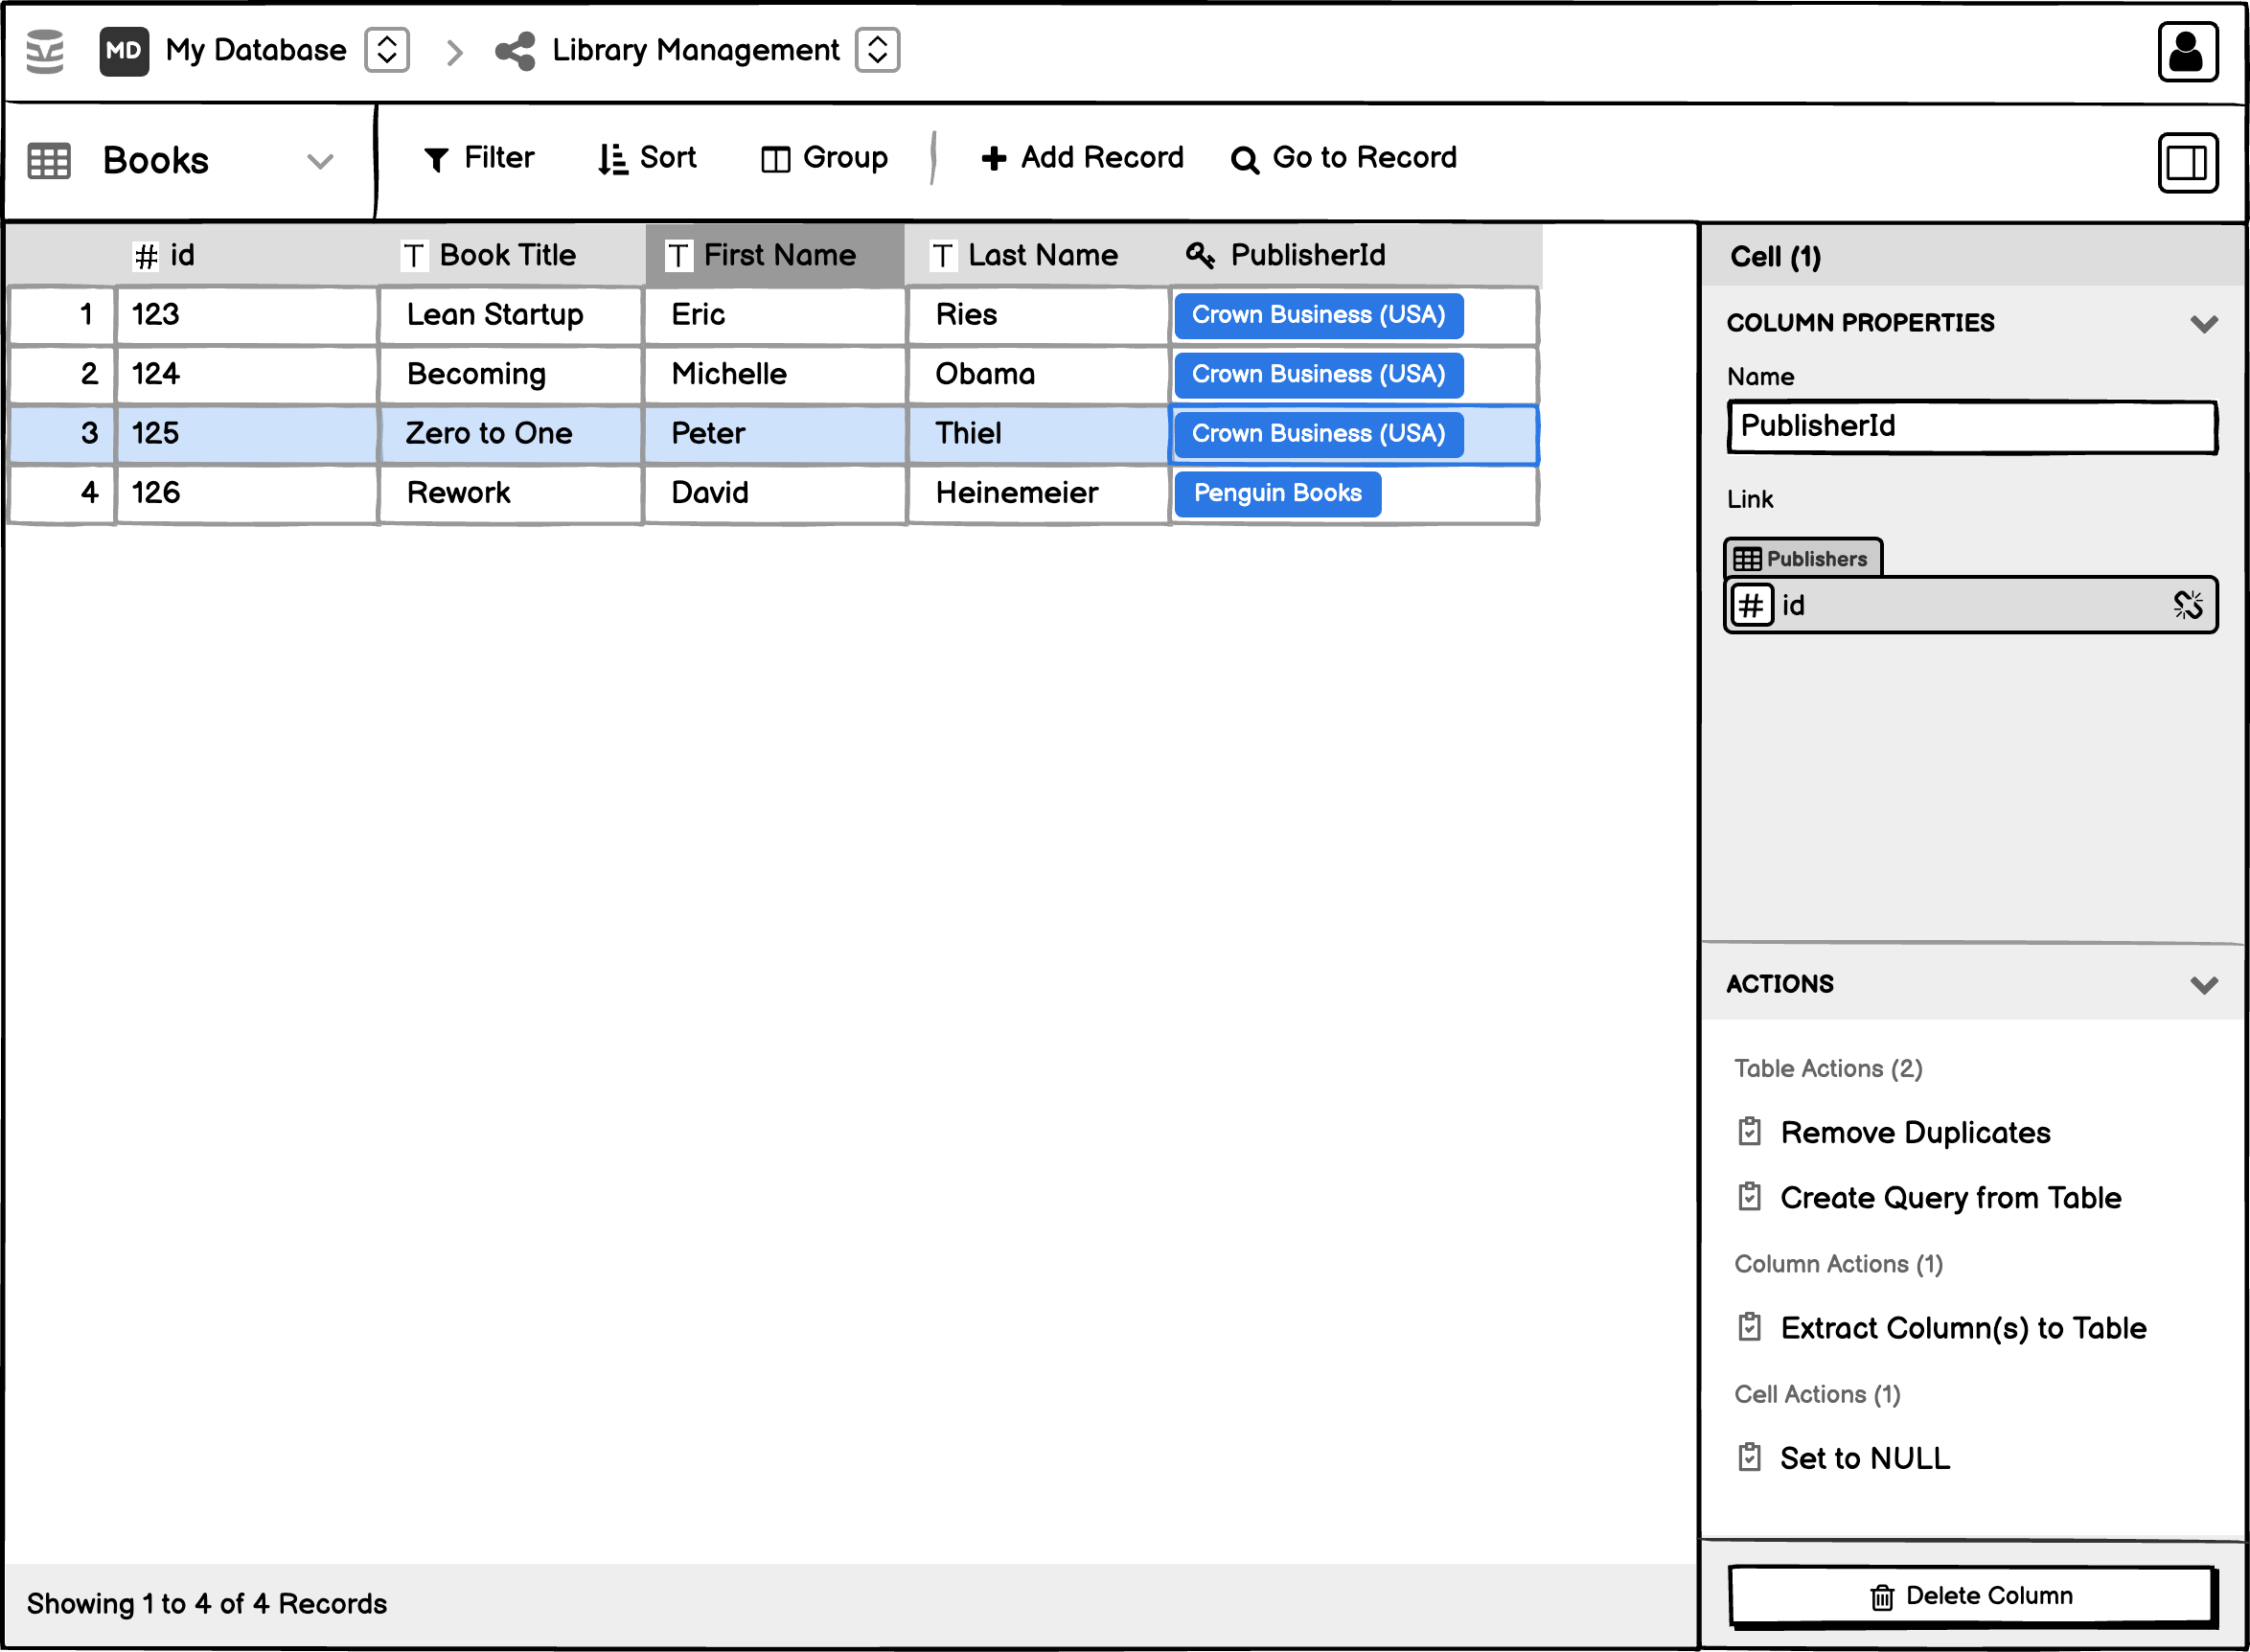 MD My Database > Library Management
Books Filter Sort Group + Add Record Go to Record
# id T Book Title T First Name T Last Name PublisherId
1 123 Lean Startup Eric Ries Crown Business (USA)
2 124 Becoming Michelle Obama Crown Business (USA)
3 125 Zero to One Peter Thiel Crown Business (USA)
4 126 Rework David Heinemeier Penguin Books
Showing 1 to 4 of 4 Records
Cell (1)
COLUMN PROPERTIES
Name
PublisherId
Link
Publishers
# id
ACTIONS
Table Actions (2)
Remove Duplicates
Create Query from Table
Column Actions (1)
Extract Column(s) to Table
Cell Actions (1)
Set to NULL
Delete Column